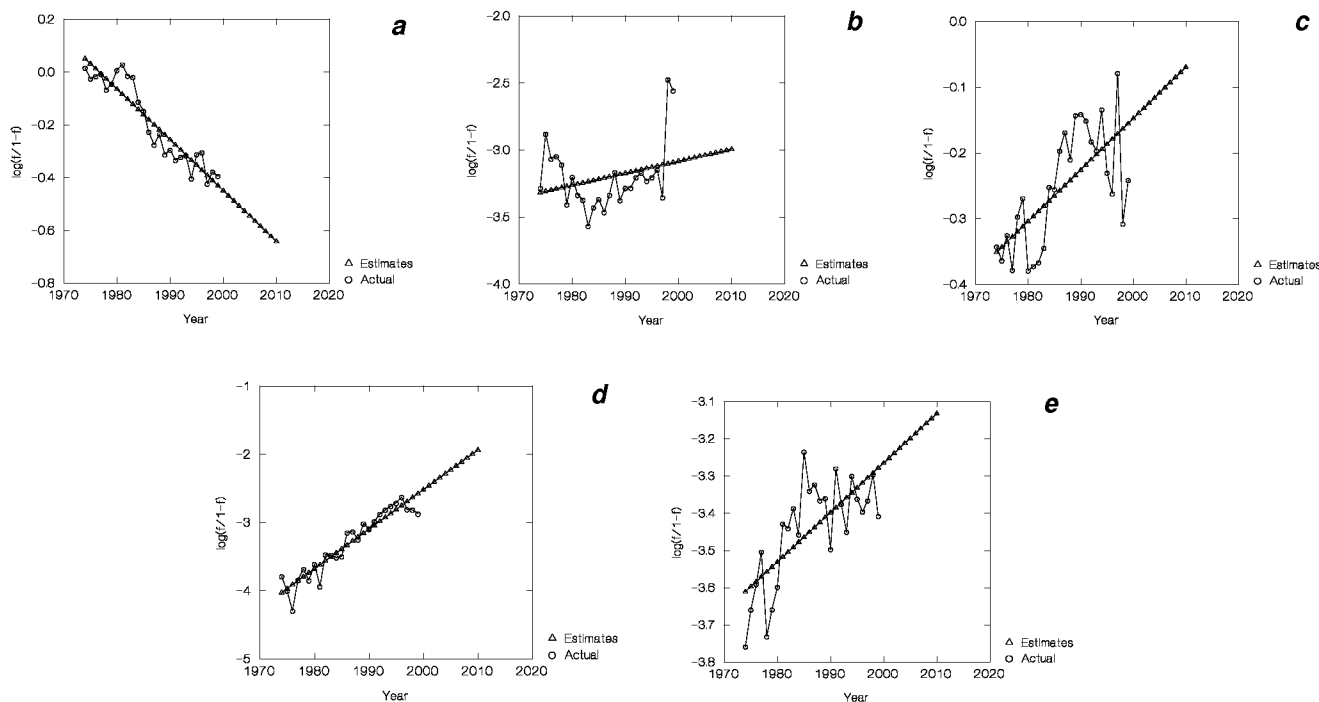 a
0.2
0.0
−0.2
−0.4
−0.6
−0.8
log(f/1−f)
1970 1980 1990 2000 2010 2020
Year
Estimates
Actual
b
−2.0
−2.5
−3.0
−3.5
−4.0
log(f/1−f)
1970 1980 1990 2000 2010 2020
Year
Estimates
Actual
c
0.0
−0.1
−0.2
−0.3
−0.4
log(f/1−f)
1970 1980 1990 2000 2010 2020
Year
Estimates
Actual
d
−1
−2
−3
−4
−5
log(f/1−f)
1970 1980 1990 2000 2010 2020
Year
Estimates
Actual
e
−3.1
−3.2
−3.3
−3.4
−3.5
−3.6
−3.7
−3.8
log(f/1−f)
1970 1980 1990 2000 2010 2020
Year
Estimates
Actual